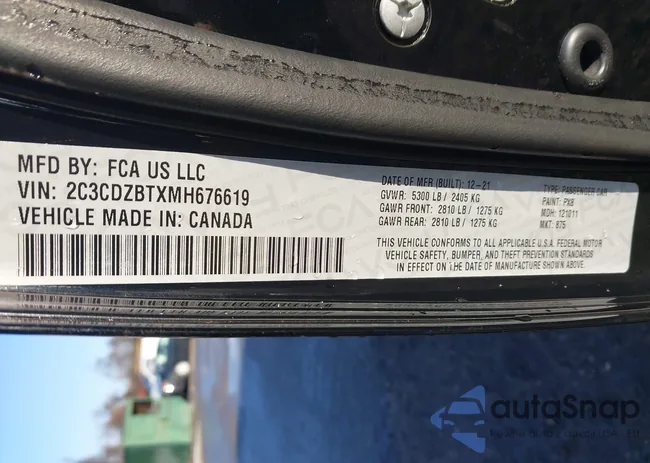 MFD BY: FCA US LLC
VIN: 2C3CDZBTXMH676619
VEHICLE MADE IN: CANADA
DATE OF MFR (BUILT): 12-21
GVWR: 5300 LB / 2405 KG
GAWR FRONT: 2810 LB / 1275 KG
GAWR REAR: 2810 LB / 1275 KG
TYPE: PASSENGER CAR
PAINT: PX8
MDH: 121011
MKT: 875
THIS VEHICLE CONFORMS TO ALL APPLICABLE U.S.A. FEDERAL MOTOR
VEHICLE SAFETY, BUMPER, AND THEFT PREVENTION STANDARDS
IN EFFECT ON THE DATE OF MANUFACTURE SHOWN ABOVE.
autaSnap